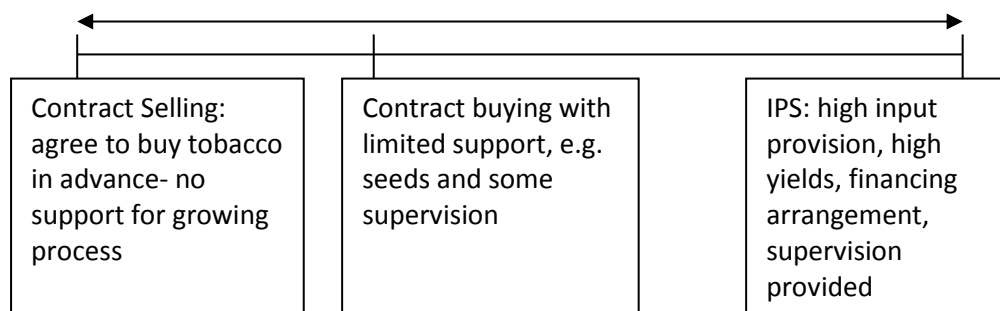 Contract Selling:
agree to buy tobacco
in advance- no
support for growing
process
Contract buying with
limited support, e.g.
seeds and some
supervision
IPS: high input
provision, high
yields, financing
arrangement,
supervision
provided